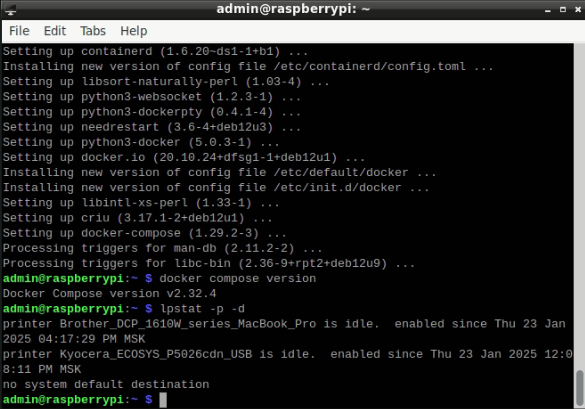 admin@raspberrypi: ~
File Edit Tabs Help
Setting up containerd (1.6.20~ds1-1+b1) ...
Installing new version of config file /etc/containerd/config.toml ...
Setting up libsort-naturally-perl (1.03-4) ...
Setting up python3-websocket (1.2.3-1) ...
Setting up python3-dockerpty (0.4.1-4) ...
Setting up needrestart (3.6-4+deb12u3) ...
Setting up python3-docker (5.0.3-1) ...
Setting up docker.io (20.10.24+dfsg1-1+deb12u1) ...
Installing new version of config file /etc/default/docker ...
Installing new version of config file /etc/init.d/docker ...
Setting up libintl-xs-perl (1.33-1) ...
Setting up criu (3.17.1-2+deb12u1) ...
Setting up docker-compose (1.29.2-3) ...
Processing triggers for man-db (2.11.2-2) ...
Processing triggers for libc-bin (2.36-9+rpt2+deb12u9) ...
admin@raspberrypi:~ $ docker compose version
Docker Compose version v2.32.4
admin@raspberrypi:~ $ lpstat -p -d
printer Brother_DCP_1610W_series_MacBook_Pro is idle.  enabled since Thu 23 Jan
2025 04:17:29 PM MSK
printer Kyocera_ECOSYS_P5026cdn_USB is idle.  enabled since Thu 23 Jan 2025 12:0
8:11 PM MSK
no system default destination
admin@raspberrypi:~ $